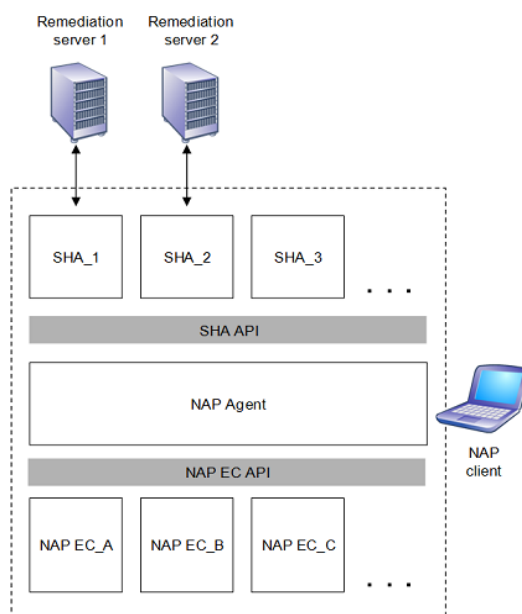 Remediation
server 1
Remediation
server 2
SHA_1
SHA_2
SHA_3
. . .
SHA API
NAP Agent
NAP
client
NAP EC API
NAP EC_A
NAP EC_B
NAP EC_C
. . .